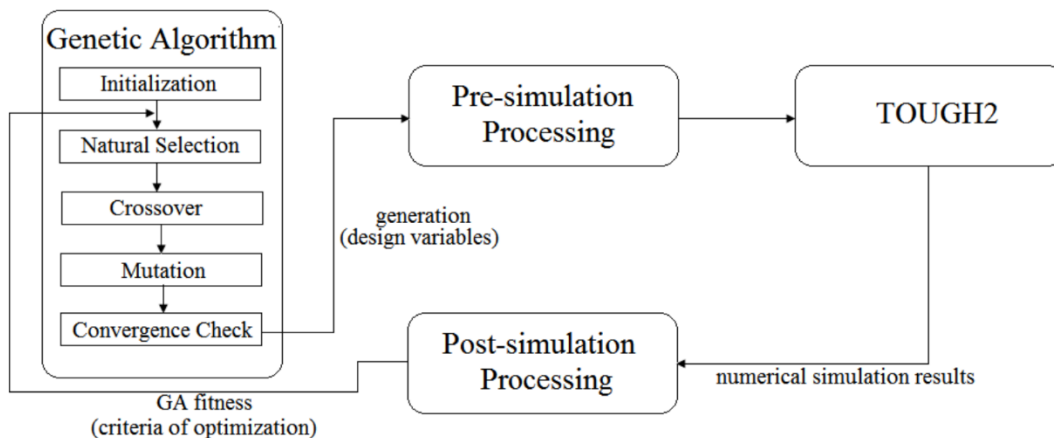 Genetic Algorithm
Initialization
Natural Selection
Crossover
Mutation
Convergence Check
generation
(design variables)
Pre-simulation
Processing
TOUGH2
numerical simulation results
Post-simulation
Processing
GA fitness
(criteria of optimization)